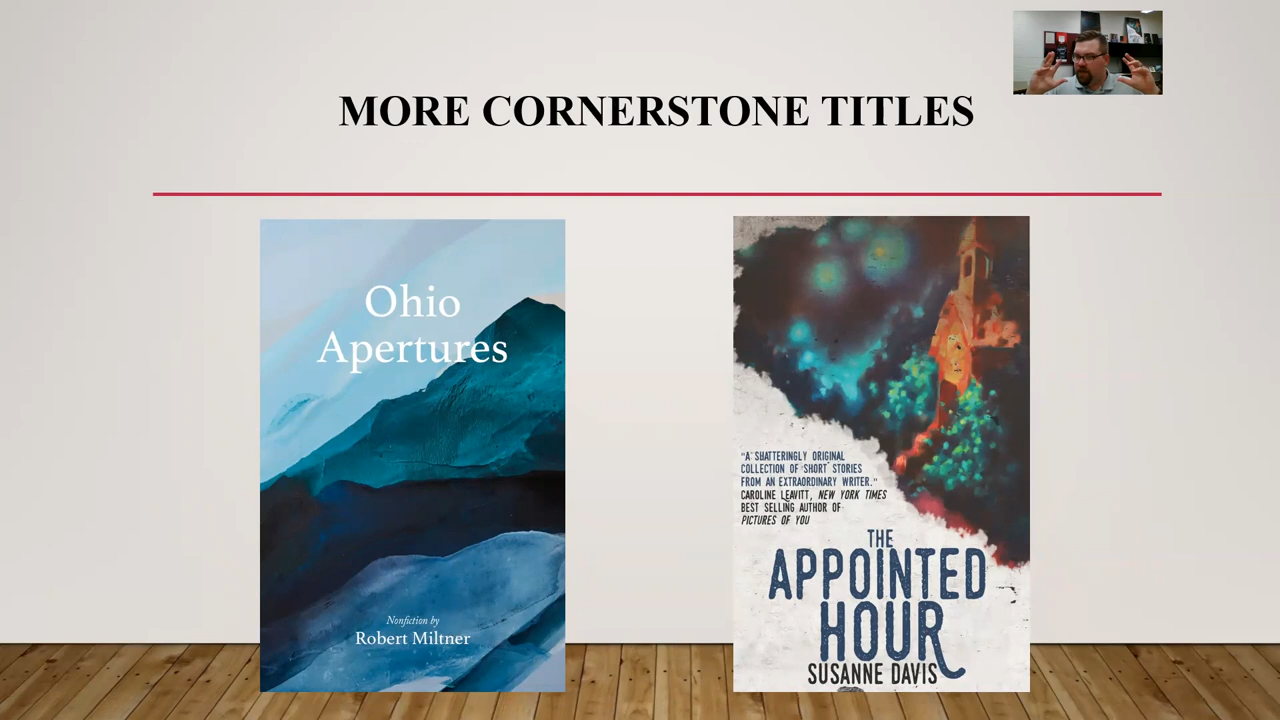 MORE CORNERSTONE TITLES
Ohio
Apertures
Nonfiction by
Robert Miltner
"A SHATTERINGLY ORIGINAL
COLLECTION OF SHORT STORIES
FROM AN EXTRAORDINARY WRITER."
CAROLINE LEAVITT, NEW YORK TIMES
BEST SELLING AUTHOR OF
PICTURES OF YOU
THE
APPOINTED
HOUR
SUSANNE DAVIS